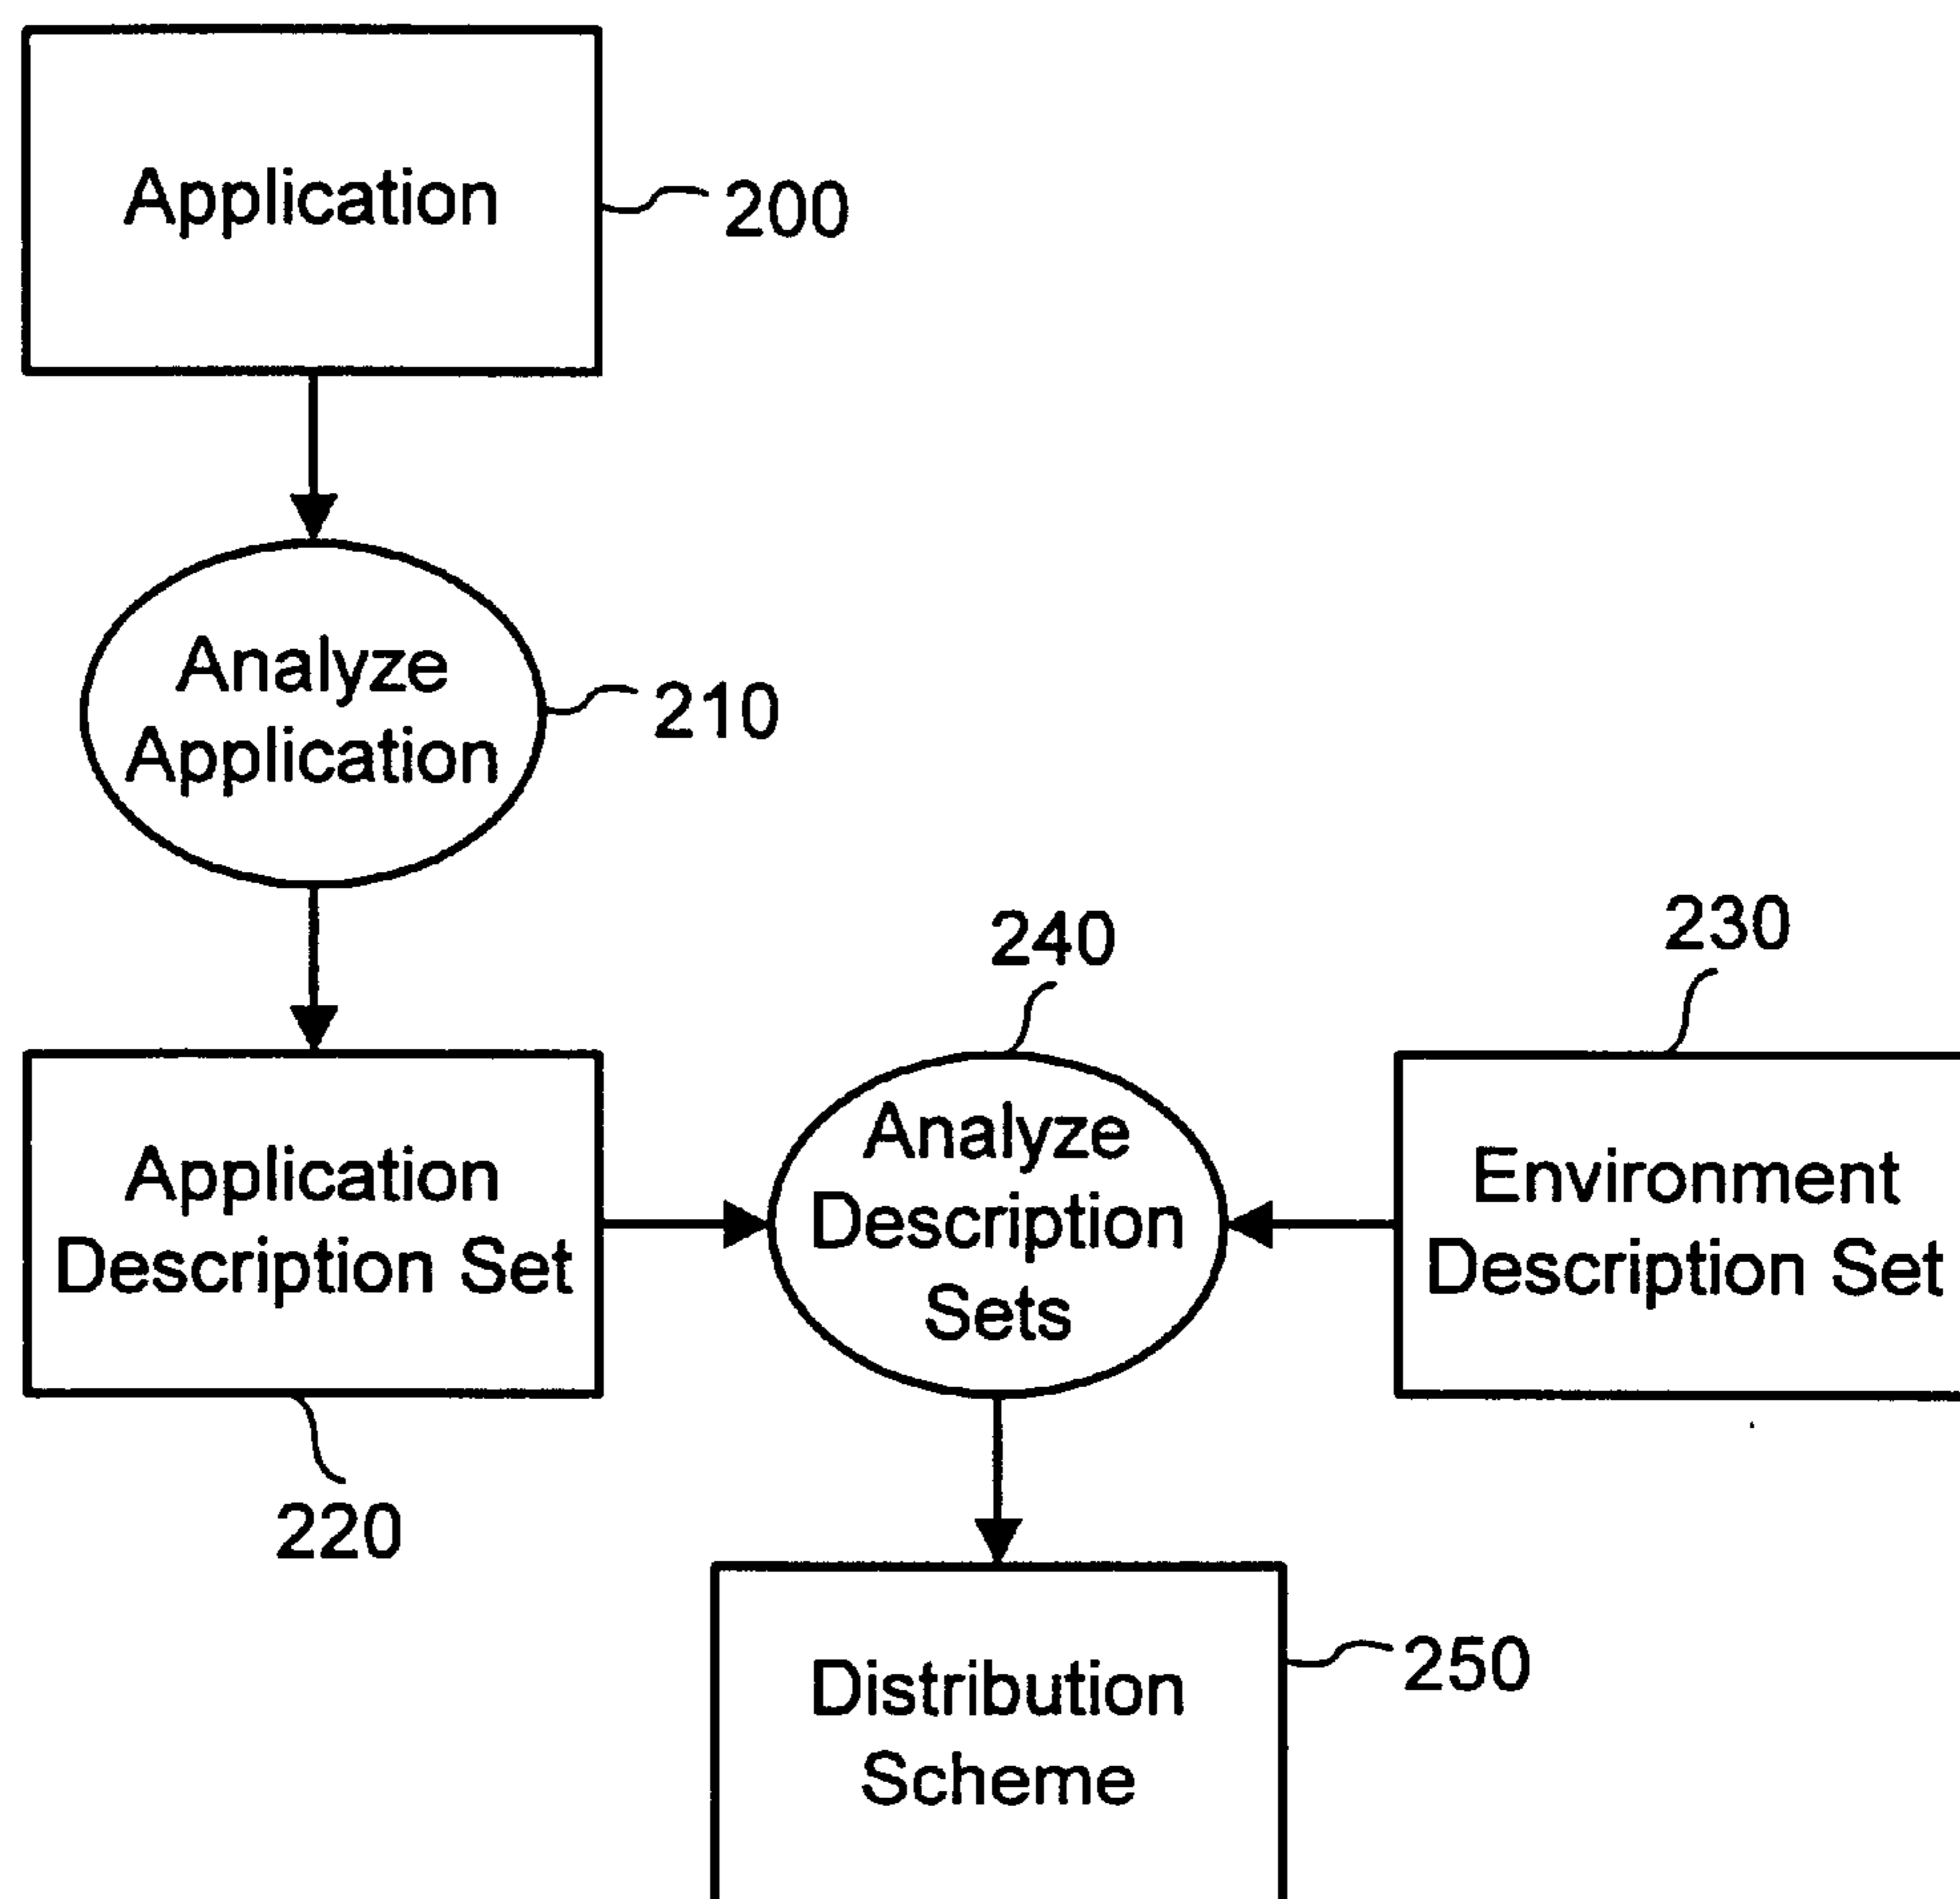 Application
200
Analyze
Application
210
240
230
Application
Description Set
Analyze
Description
Sets
Environment
Description Set
220
250
Distribution
Scheme